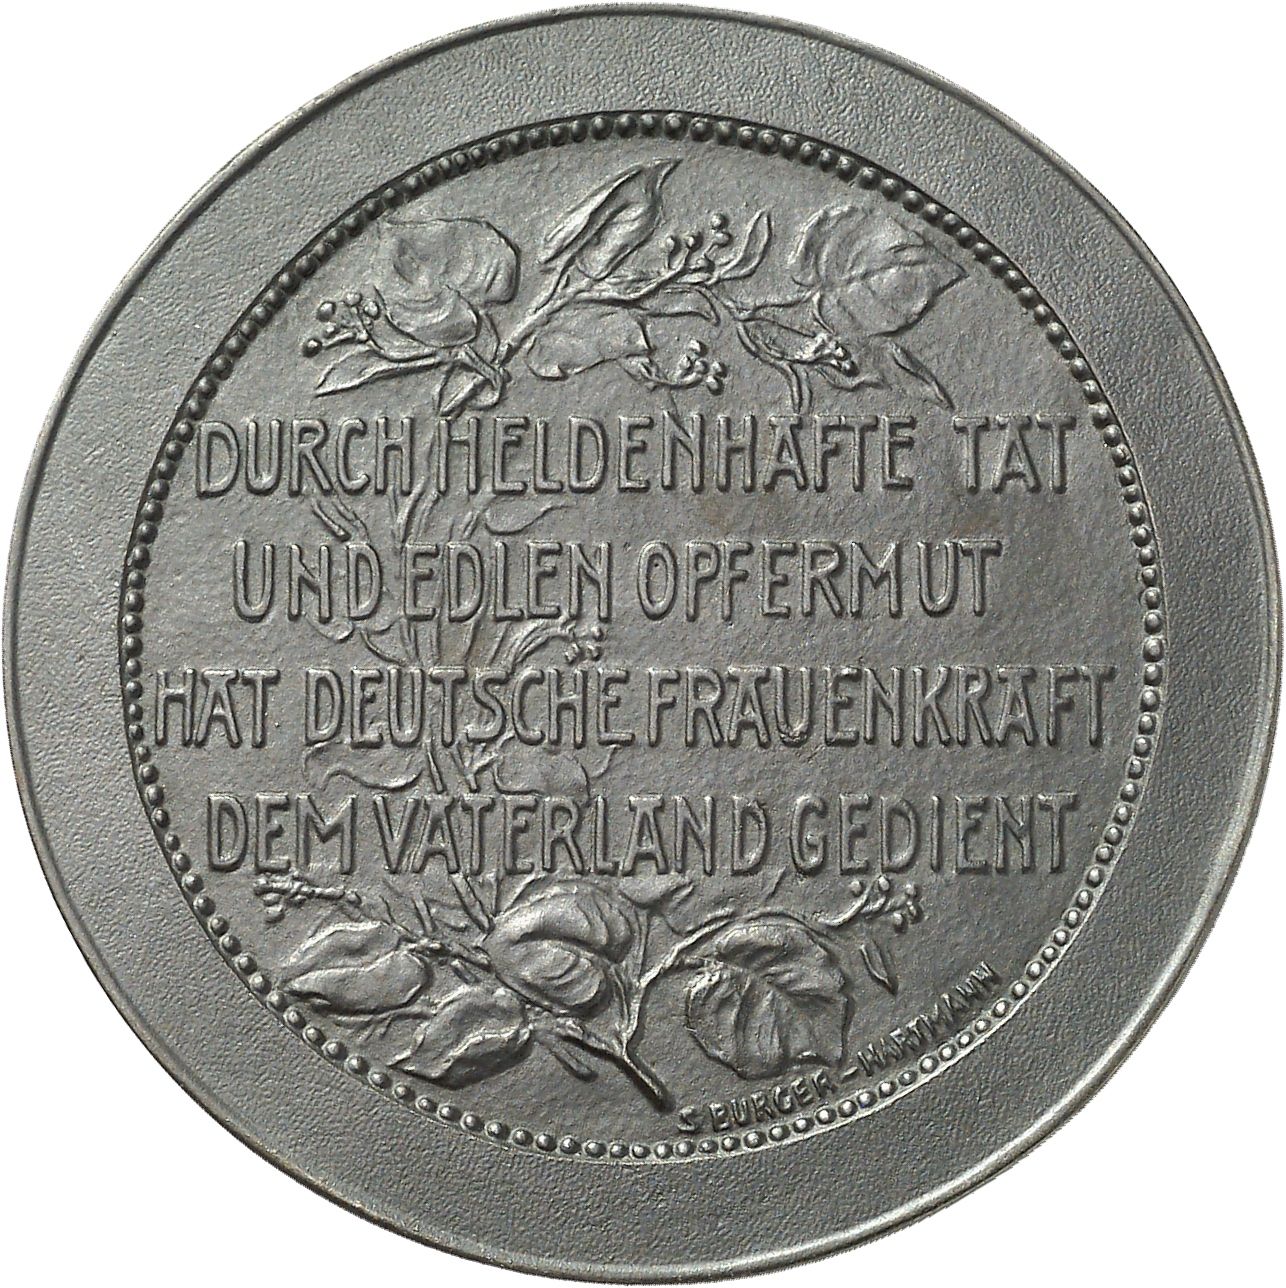 DURCH HELDENHAFTE TAT
UND EDLEN OPFERMUT
HAT DEUTSCHE FRAUENKRAFT
DEM VATERLAND GEDIENT
S BURGER-HARTMANN